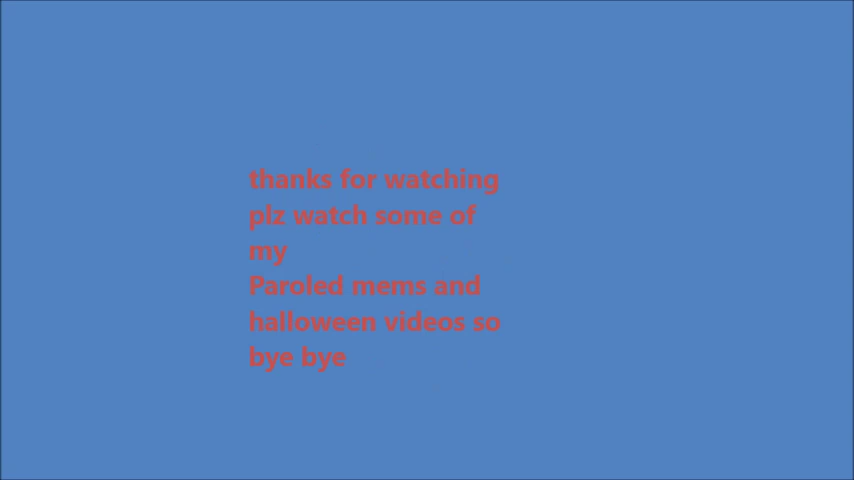 thanks for watching
plz watch some of
my
Paroled mems and
halloween videos so
bye bye